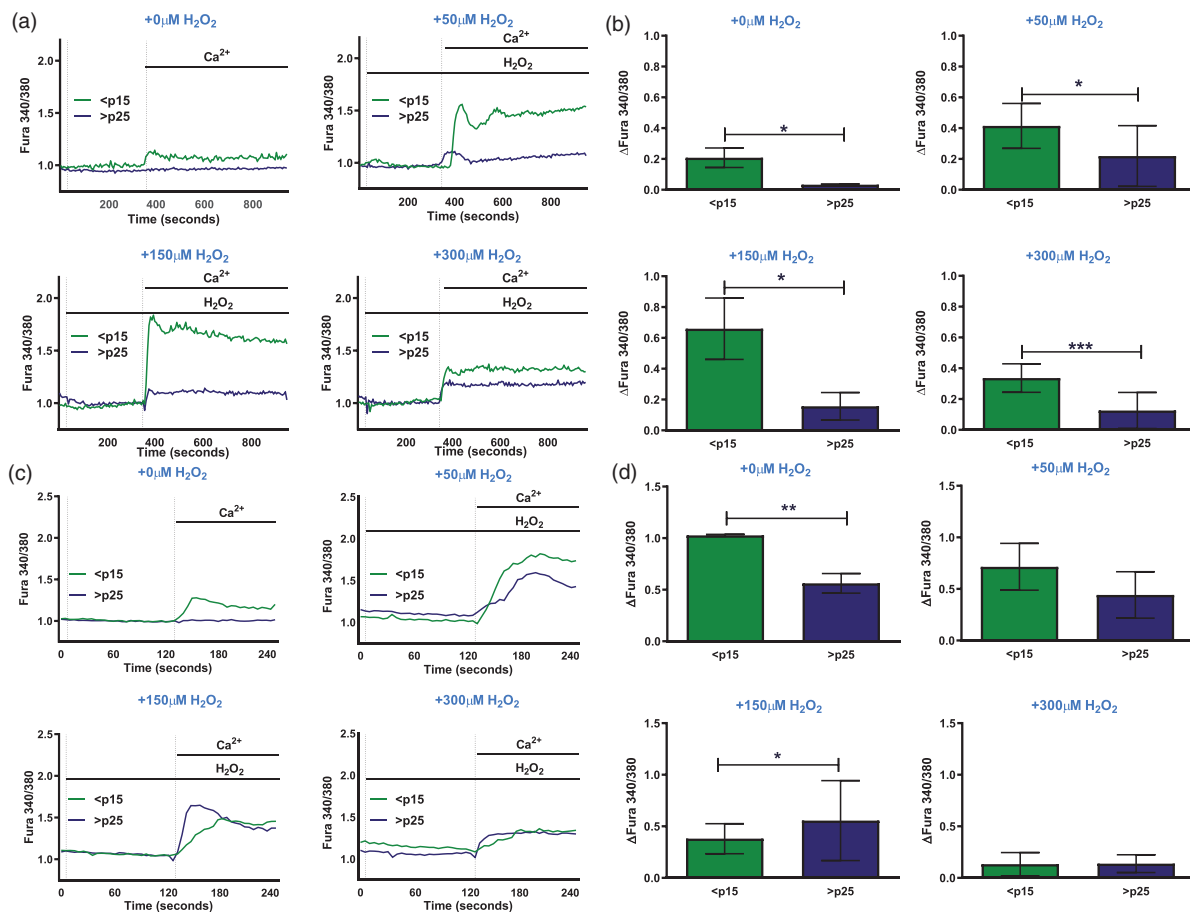 (a)
+0μM H₂O₂
Fura 340/380
2.0
1.5
1.0
Ca²⁺
<p15
>p25
200 400 600 800
Time (seconds)
+50μM H₂O₂
Fura 340/380
2.0
1.5
1.0
Ca²⁺
H₂O₂
<p15
>p25
200 400 600 800
Time (seconds)
+150μM H₂O₂
Fura 340/380
2.0
1.5
1.0
Ca²⁺
H₂O₂
<p15
>p25
200 400 600 800
Time (seconds)
+300μM H₂O₂
Fura 340/380
2.0
1.5
1.0
Ca²⁺
H₂O₂
<p15
>p25
200 400 600 800
Time (seconds)
(b)
+0μM H₂O₂
ΔFura 340/380
1.0
0.8
0.6
0.4
0.2
0.0
*
<p15 >p25
+50μM H₂O₂
ΔFura 340/380
1.0
0.8
0.6
0.4
0.2
0.0
*
<p15 >p25
+150μM H₂O₂
ΔFura 340/380
1.0
0.8
0.6
0.4
0.2
0.0
*
<p15 >p25
+300μM H₂O₂
ΔFura 340/380
1.0
0.8
0.6
0.4
0.2
0.0
***
<p15 >p25
(c)
+0μM H₂O₂
Fura 340/380
2.5
2.0
1.5
1.0
Ca²⁺
<p15
>p25
0 60 120 180 240
Time (seconds)
+50μM H₂O₂
Fura 340/380
2.5
2.0
1.5
1.0
Ca²⁺
H₂O₂
<p15
>p25
0 60 120 180 240
Time (seconds)
+150μM H₂O₂
Fura 340/380
2.5
2.0
1.5
1.0
Ca²⁺
H₂O₂
<p15
>p25
0 60 120 180 240
Time (seconds)
+300μM H₂O₂
Fura 340/380
2.5
2.0
1.5
1.0
Ca²⁺
H₂O₂
<p15
>p25
0 60 120 180 240
Time (seconds)
(d)
+0μM H₂O₂
ΔFura 340/380
1.5
1.0
0.5
0.0
**
<p15 >p25
+50μM H₂O₂
ΔFura 340/380
1.5
1.0
0.5
0.0
<p15 >p25
+150μM H₂O₂
ΔFura 340/380
1.5
1.0
0.5
0.0
*
<p15 >p25
+300μM H₂O₂
ΔFura 340/380
1.5
1.0
0.5
0.0
<p15 >p25